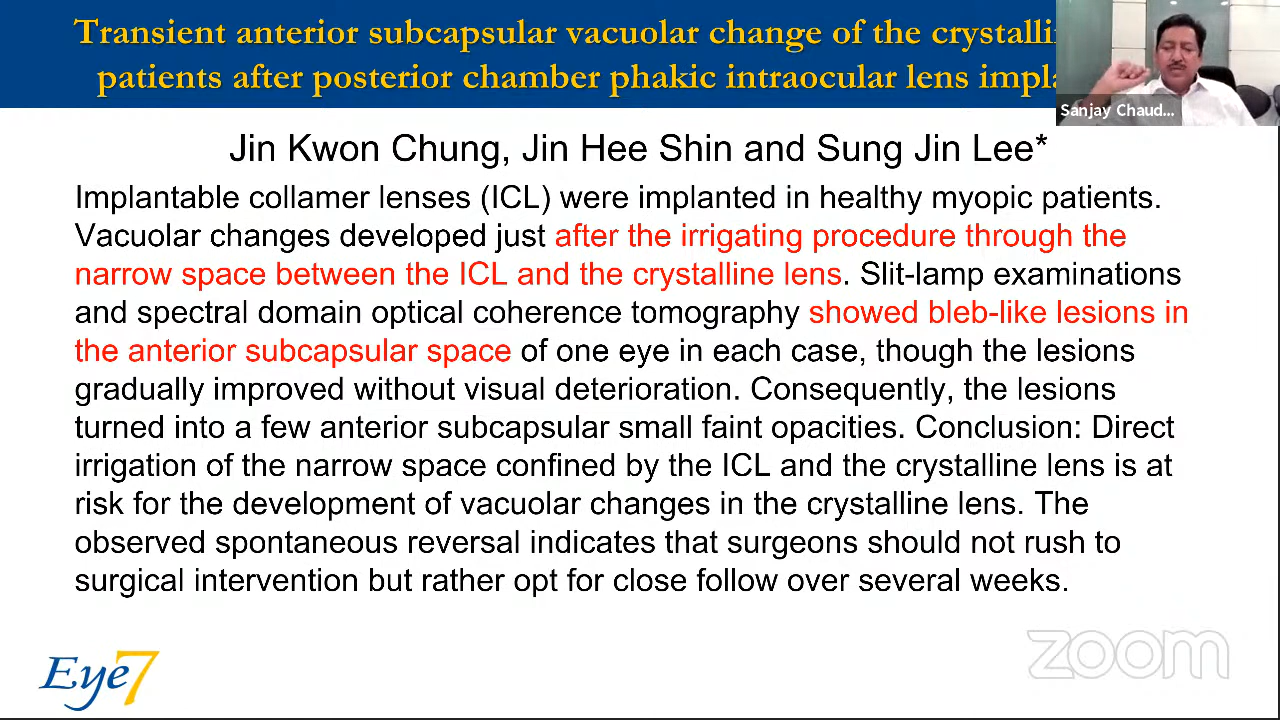 Transient anterior subcapsular vacuolar change of the crystalli
patients after posterior chamber phakic intraocular lens impla
Sanjay Chaud...
Jin Kwon Chung, Jin Hee Shin and Sung Jin Lee*
Implantable collamer lenses (ICL) were implanted in healthy myopic patients.
Vacuolar changes developed just after the irrigating procedure through the
narrow space between the ICL and the crystalline lens. Slit-lamp examinations
and spectral domain optical coherence tomography showed bleb-like lesions in
the anterior subcapsular space of one eye in each case, though the lesions
gradually improved without visual deterioration. Consequently, the lesions
turned into a few anterior subcapsular small faint opacities. Conclusion: Direct
irrigation of the narrow space confined by the ICL and the crystalline lens is at
risk for the development of vacuolar changes in the crystalline lens. The
observed spontaneous reversal indicates that surgeons should not rush to
surgical intervention but rather opt for close follow over several weeks.
Eye7
zoom